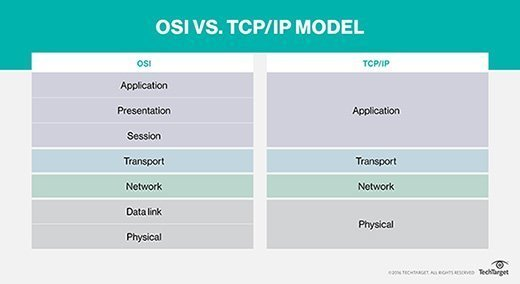 OSI VS. TCP/IP MODEL
OSI
TCP/IP
Application
Presentation
Session
Transport
Network
Data link
Physical
Application
Transport
Network
Physical
©2016 TECHTARGET. ALL RIGHTS RESERVED
TechTarget